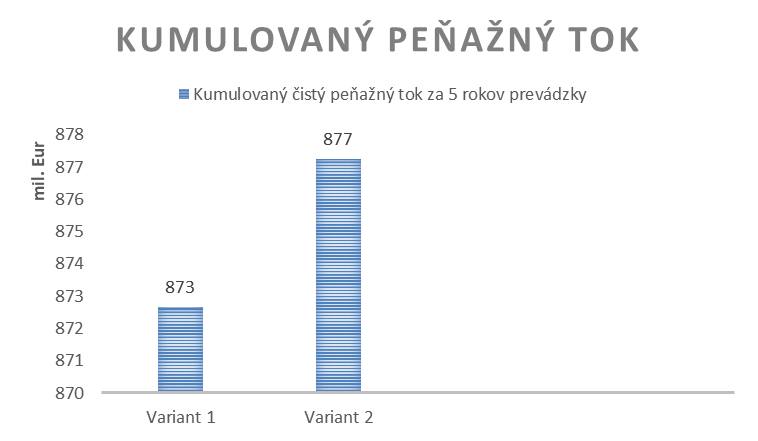 KUMULOVANÝ PEŇAŽNÝ TOK
Kumulovaný čistý peňažný tok za 5 rokov prevádzky
mil. Eur
878
877
876
875
874
873
872
871
870
873
877
Variant 1
Variant 2